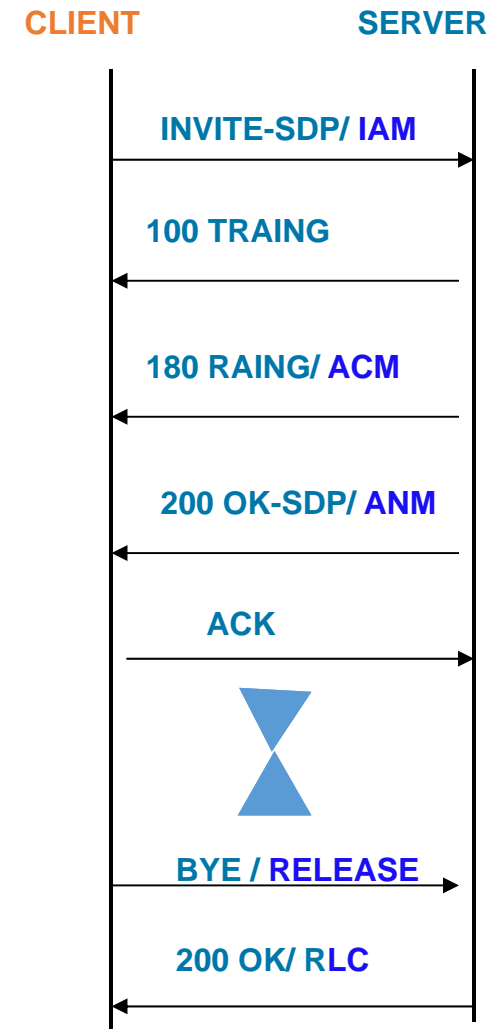 CLIENT SERVER
INVITE-SDP/ IAM
100 TRAING
180 RAING/ ACM
200 OK-SDP/ ANM
ACK
BYE / RELEASE
200 OK/ RLC